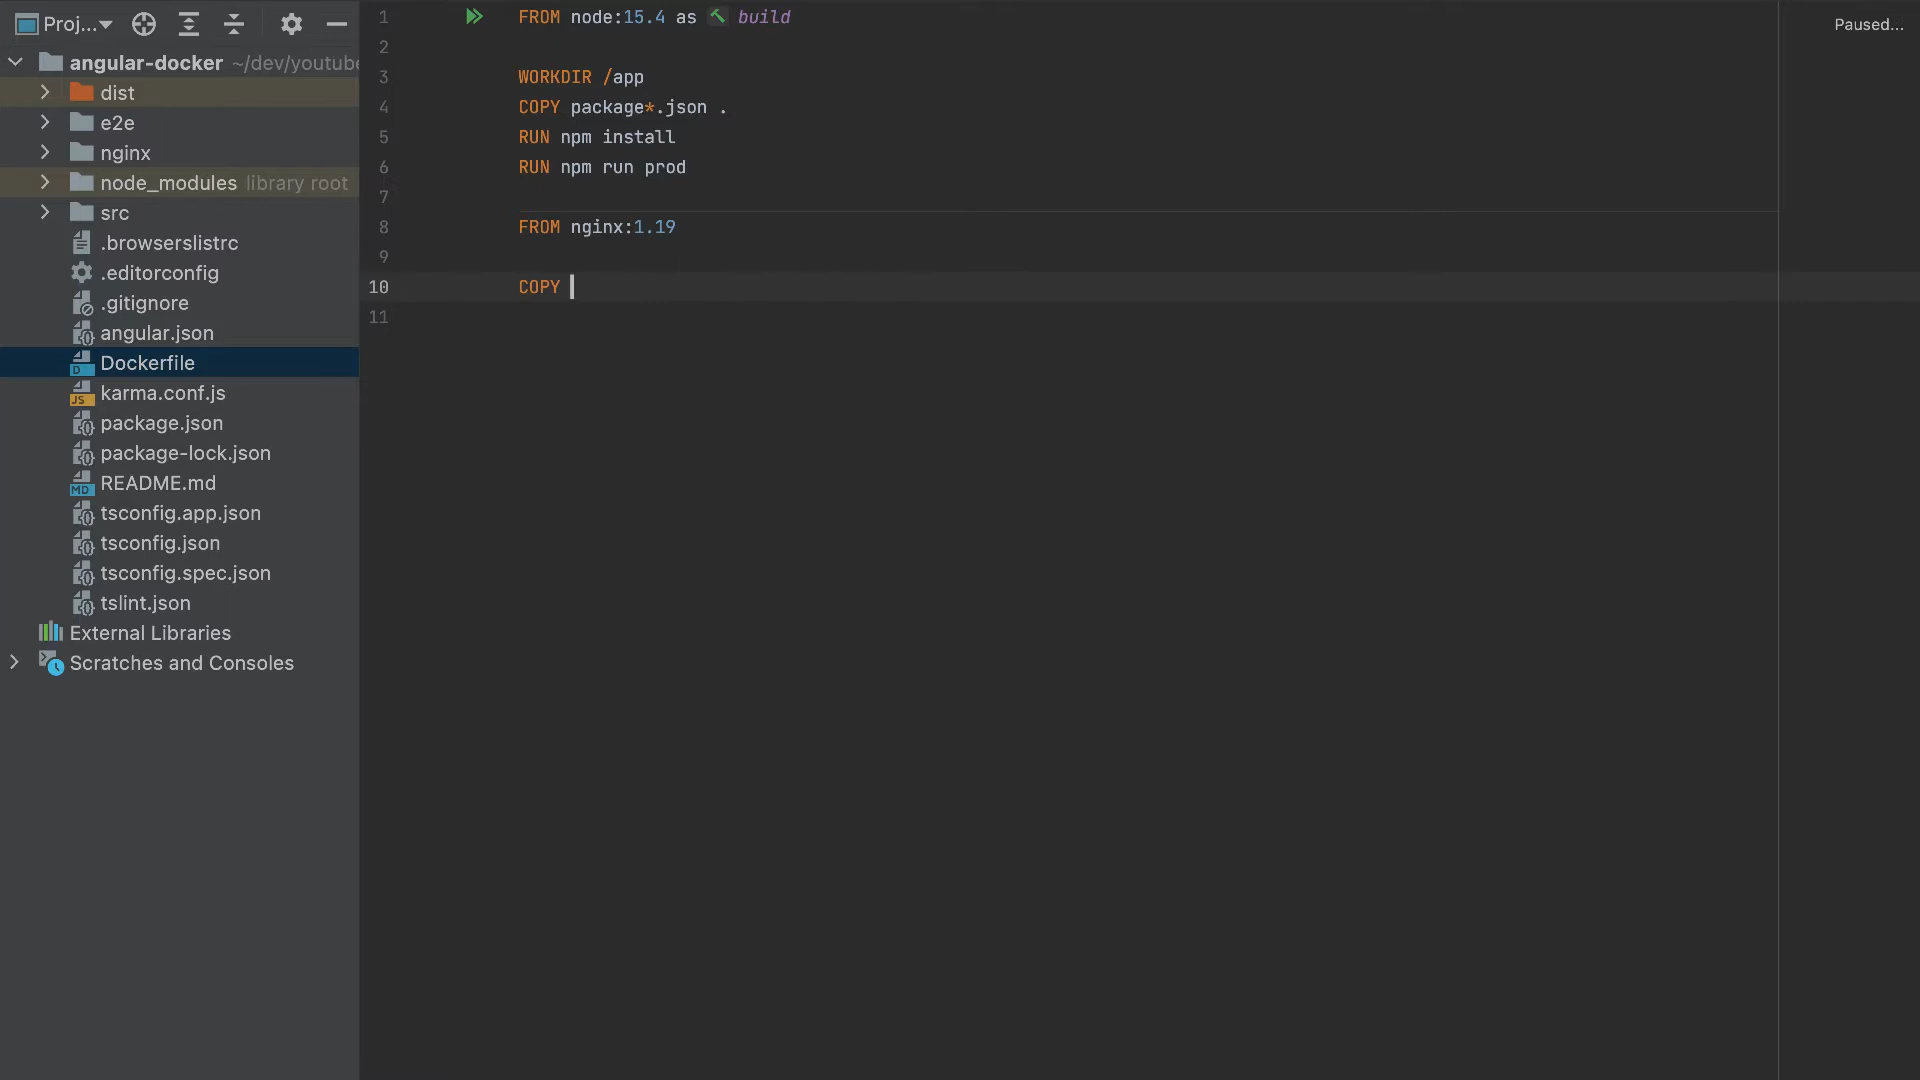 Proj...
angular-docker ~/dev/youtube
dist
e2e
nginx
node_modules library root
src
.browserslistrc
.editorconfig
.gitignore
angular.json
Dockerfile
karma.conf.js
package.json
package-lock.json
README.md
tsconfig.app.json
tsconfig.json
tsconfig.spec.json
tslint.json
External Libraries
Scratches and Consoles
1 FROM node:15.4 as build
2
3 WORKDIR /app
4 COPY package*.json .
5 RUN npm install
6 RUN npm run prod
7
8 FROM nginx:1.19
9
10 COPY
11
Paused...